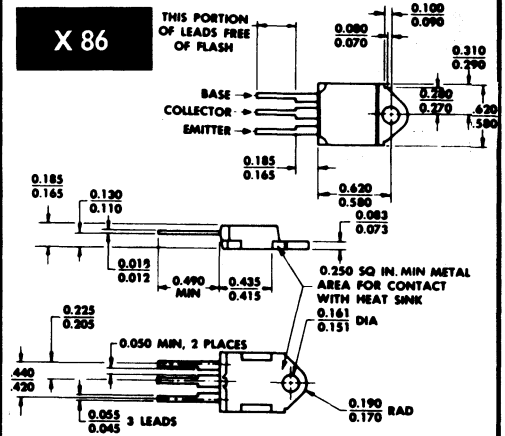 X 86
THIS PORTION
OF LEADS FREE
OF FLASH
0.100
0.090
0.080
0.070
0.310
0.290
0.280
0.270
.620
.580
BASE
COLLECTOR
EMITTER
0.185
0.165
0.620
0.580
0.185
0.165
0.130
0.110
0.083
0.073
0.012
0.490
MIN
0.435
0.415
0.250 SQ IN. MIN METAL
AREA FOR CONTACT
WITH HEAT SINK
0.225
0.205
0.050 MIN, 2 PLACES
0.161
0.151 DIA
.440
.420
0.055
0.045 3 LEADS
0.190
0.170 RAD